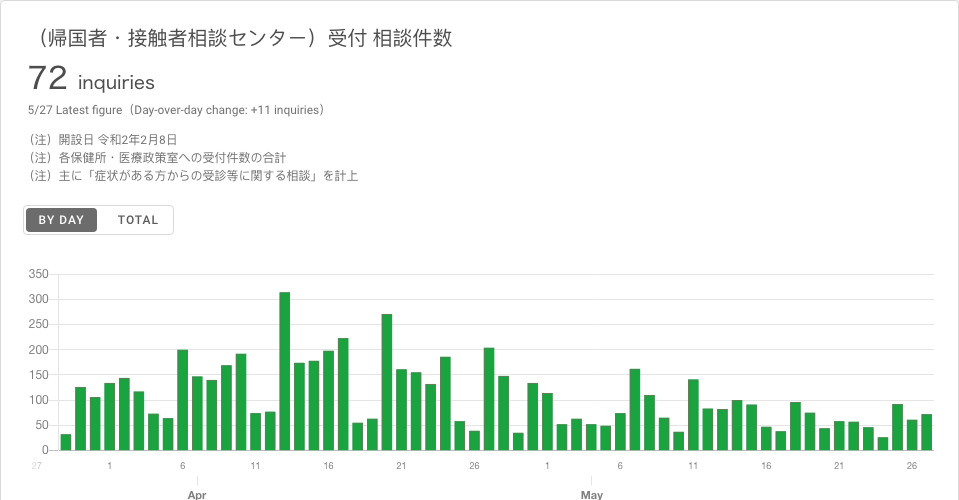 （帰国者・接触者相談センター）受付 相談件数
72 inquiries
5/27 Latest figure（Day-over-day change: +11 inquiries）
（注）開設日 令和2年2月8日
（注）各保健所・医療政策室への受付件数の合計
（注）主に「症状がある方からの受診等に関する相談」を計上
BY DAY TOTAL
350
300
250
200
150
100
50
0
27 1 6 11 16 21 26 1 6 11 16 21 26
Apr May